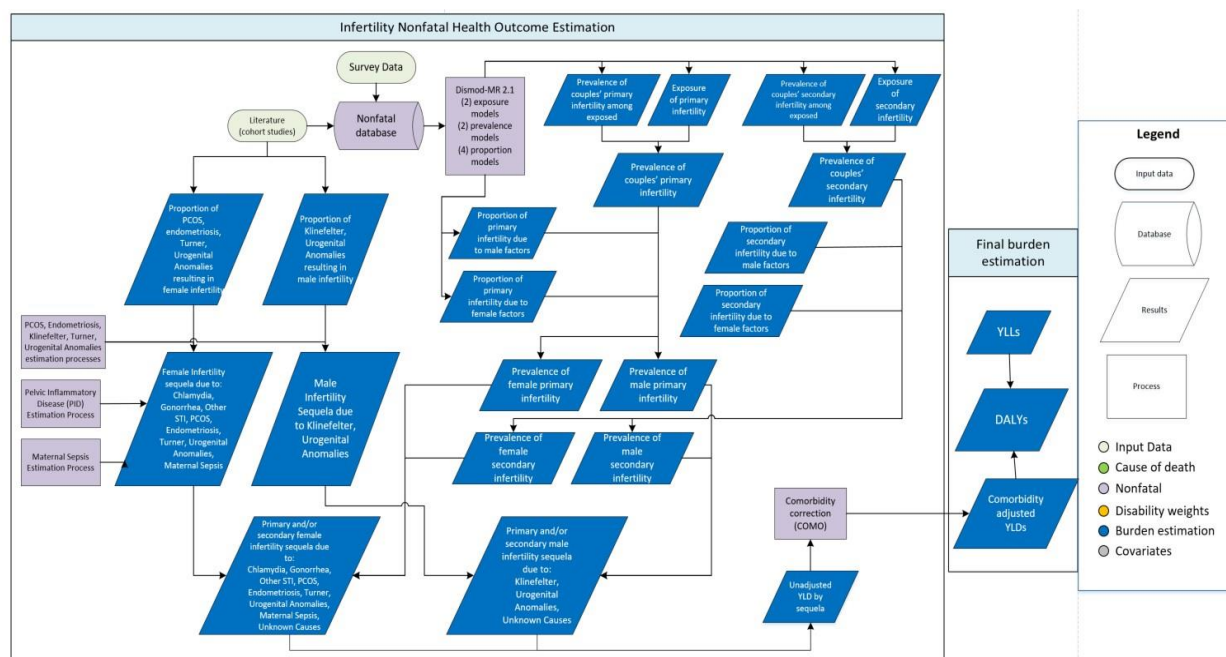 Infertility Nonfatal Health Outcome Estimation
Survey Data
Literature
(cohort studies)
Nonfatal
database
Dismod-MR 2.1
(2) exposure
models
(2) prevalence
models
(4) proportion
models
Prevalence of
couples' primary
infertility among
exposed
Exposure
of primary
infertility
Prevalence of
couples' secondary
infertility among
exposed
Exposure
of
secondary
infertility
Prevalence of
couples' primary
infertility
Prevalence of
couples'
secondary
infertility
Proportion of
PCOS,
endometriosis,
Turner,
Urogenital
Anomalies
resulting in
female infertility
Proportion of
Klinefelter,
Urogenital
Anomalies
resulting in
male infertility
Proportion of
primary
infertility due
to male factors
Proportion of
primary
infertility due to
female factors
Proportion of
secondary
infertility due to
male factors
Proportion of
secondary
infertility due to
female factors
PCOS, Endometriosis,
Klinefelter, Turner,
Urogenital Anomalies
estimation processes
Pelvic Inflammatory
Disease (PID)
Estimation Process
Maternal Sepsis
Estimation Process
Female Infertility
sequela due to:
Chlamydia,
Gonorrhea, Other
STI, PCOS,
Endometriosis,
Turner, Urogenital
Anomalies,
Maternal Sepsis
Male
Infertility
Sequela due
to Klinefelter,
Urogenital
Anomalies
Prevalence of
female primary
infertility
Prevalence of
male primary
infertility
Prevalence of
female
secondary
infertility
Prevalence of
male secondary
infertility
Primary and/or
secondary female
infertility sequela due
to:
Chlamydia, Gonorrhea,
Other STI, PCOS,
Endometriosis, Turner,
Urogenital Anomalies,
Maternal Sepsis,
Unknown Causes
Primary and/or
secondary male
infertility sequela
due to:
Klinefelter,
Urogenital
Anomalies,
Unknown Causes
Comorbidity
correction
(COMO)
Unadjusted
YLD by
sequela
Final burden
estimation
YLLs
DALYs
Comorbidity
adjusted
YLDs
Legend
Input data
Database
Results
Process
Input Data
Cause of death
Nonfatal
Disability weights
Burden estimation
Covariates